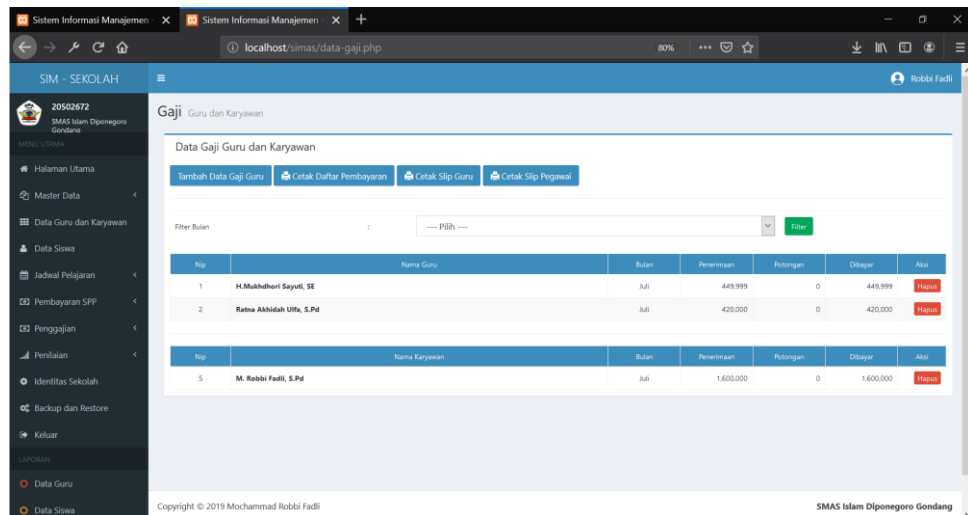 Sistem Informasi Manajemen - Sistem Informasi Manajemen -
localhost/simas/data-gaji.php 80%
SIM - SEKOLAH Robbi Fadli
20502672
SMAS Islam Diponegoro
Gondang
MENU UTAMA
Halaman Utama
Master Data
Data Guru dan Karyawan
Data Siswa
Jadwal Pelajaran
Pembayaran SPP
Penggajian
Penilaian
Identitas Sekolah
Backup dan Restore
Keluar
LAPORAN
Data Guru
Data Siswa
Gaji Guru dan Karyawan
Data Gaji Guru dan Karyawan
Tambah Data Gaji Guru Cetak Daftar Pembayaran Cetak Slip Guru Cetak Slip Pegawai
Filter Bulan : --- Pilih --- Filter
Nip Nama Guru Bulan Penerimaan Potongan Dibayar Aksi
1 H.Mukhdhori Sayuti, SE Juli 449,999 0 449,999 Hapus
2 Ratna Akhidah Ulfa, S.Pd Juli 420,000 0 420,000 Hapus
Nip Nama Karyawan Bulan Penerimaan Potongan Dibayar Aksi
5 M. Robbi Fadli, S.Pd Juli 1,600,000 0 1,600,000 Hapus
Copyright © 2019 Mochammad Robbi Fadli SMAS Islam Diponegoro Gondang